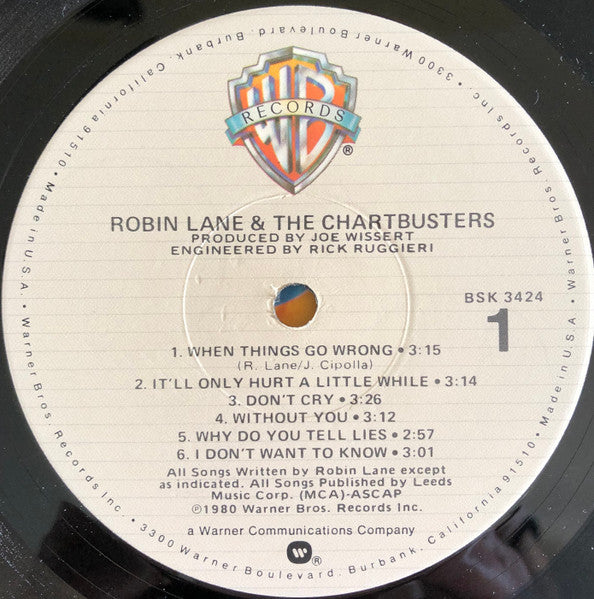 WB
RECORDS
®
ROBIN LANE & THE CHARTBUSTERS
PRODUCED BY JOE WISSERT
ENGINEERED BY RICK RUGGIERI
BSK 3424
1
1. WHEN THINGS GO WRONG • 3:15
(R. Lane/J. Cipolla)
2. IT'LL ONLY HURT A LITTLE WHILE • 3:14
3. DON'T CRY • 3:26
4. WITHOUT YOU • 3:12
5. WHY DO YOU TELL LIES • 2:57
6. I DON'T WANT TO KNOW • 3:01
All Songs Written by Robin Lane except
as indicated. All Songs Published by Leeds
Music Corp. (MCA)-ASCAP
℗1980 Warner Bros. Records Inc.
a Warner Communications Company
W
®
Warner Bros. Records Inc. • 3300 Warner Boulevard, Burbank, California 91510 • Made in U.S.A. • Warner Bros. Records Inc. • 3300 Warner Boulevard, Burbank, California 91510 • Made in U.S.A. •